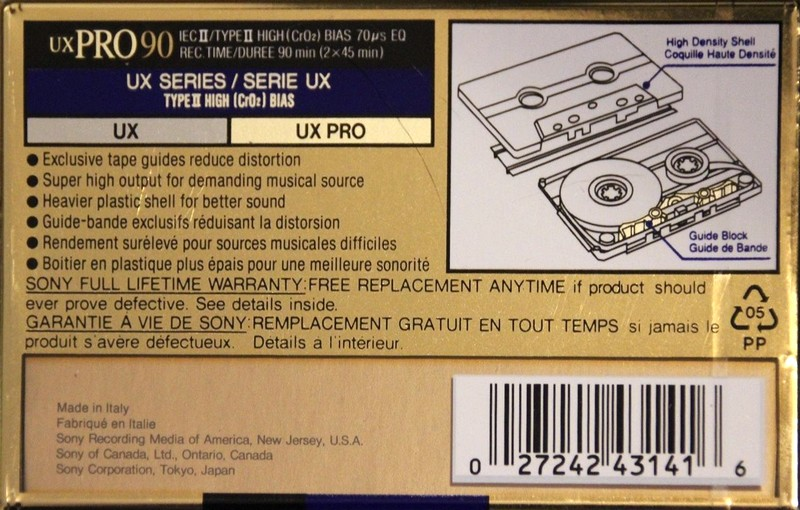 UX PRO 90 IEC II/TYPE II HIGH (CrO2) BIAS 70µs EQ
REC.TIME/DUREE 90 min (2×45 min)
UX SERIES / SERIE UX
TYPE II HIGH (CrO2) BIAS
UX UX PRO
● Exclusive tape guides reduce distortion
● Super high output for demanding musical source
● Heavier plastic shell for better sound
● Guide-bande exclusifs réduisant la distorsion
● Rendement surélevé pour sources musicales difficiles
● Boitier en plastique plus épais pour une meilleure sonorité
High Density Shell
Coquille Haute Densité
Guide Block
Guide de Bande
SONY FULL LIFETIME WARRANTY:FREE REPLACEMENT ANYTIME if product should
ever prove defective. See details inside.
GARANTIE À VIE DE SONY:REMPLACEMENT GRATUIT EN TOUT TEMPS si jamais le
produit s'avère défectueux. Détails à l'intérieur.
05
PP
Made in Italy
Fabriqué en Italie
Sony Recording Media of America, New Jersey, U.S.A.
Sony of Canada, Ltd., Ontario, Canada
Sony Corporation, Tokyo, Japan
0 27242 43141 6